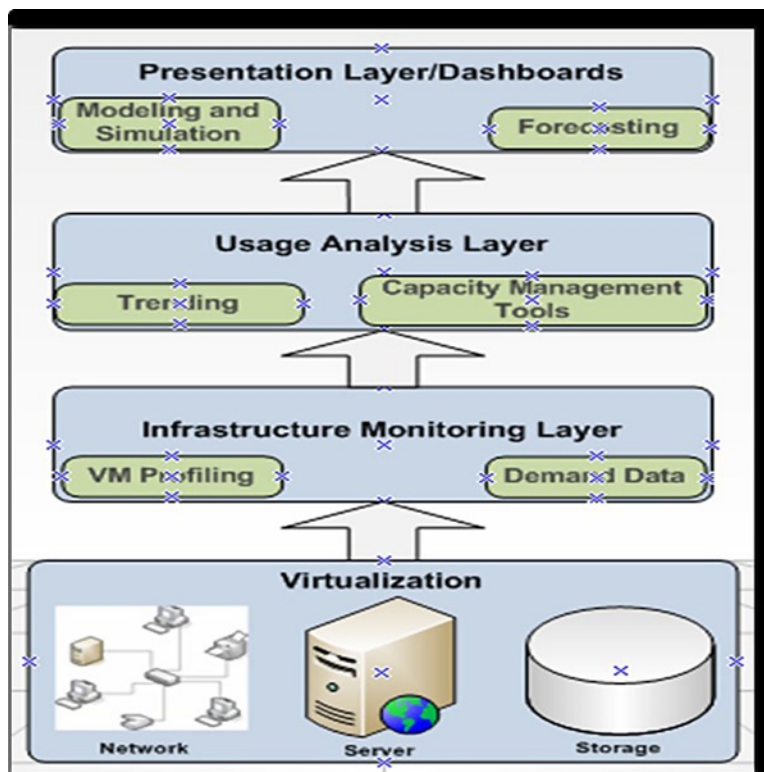 Presentation Layer/Dashboards
Modeling and
Simulation
Forecasting
Usage Analysis Layer
Trending
Capacity Management
Tools
Infrastructure Monitoring Layer
VM Profiling
Demand Data
Virtualization
Network
Server
Storage